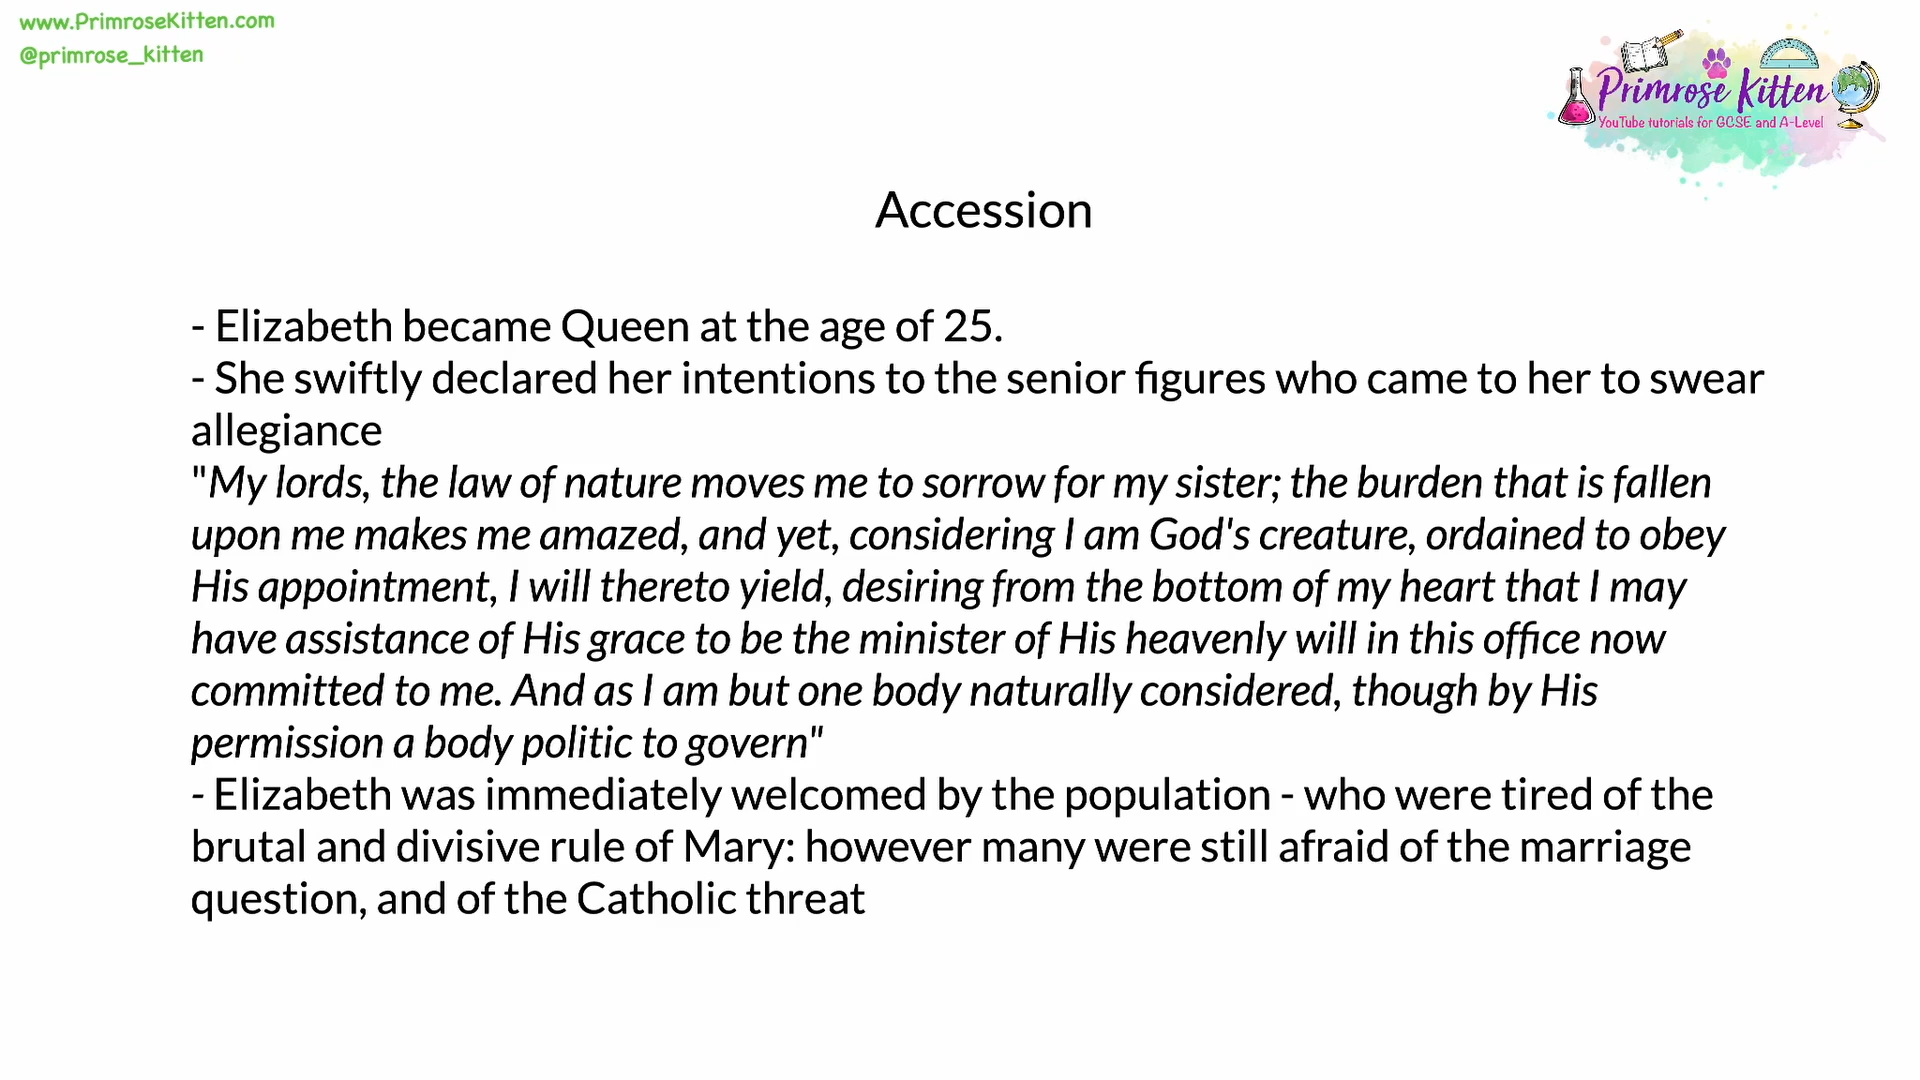 www.PrimroseKitten.com
@primrose_kitten
Primrose Kitten
YouTube tutorials for GCSE and A-Level
Accession
- Elizabeth became Queen at the age of 25.
- She swiftly declared her intentions to the senior figures who came to her to swear
allegiance
"My lords, the law of nature moves me to sorrow for my sister; the burden that is fallen
upon me makes me amazed, and yet, considering I am God's creature, ordained to obey
His appointment, I will thereto yield, desiring from the bottom of my heart that I may
have assistance of His grace to be the minister of His heavenly will in this office now
committed to me. And as I am but one body naturally considered, though by His
permission a body politic to govern"
- Elizabeth was immediately welcomed by the population - who were tired of the
brutal and divisive rule of Mary: however many were still afraid of the marriage
question, and of the Catholic threat